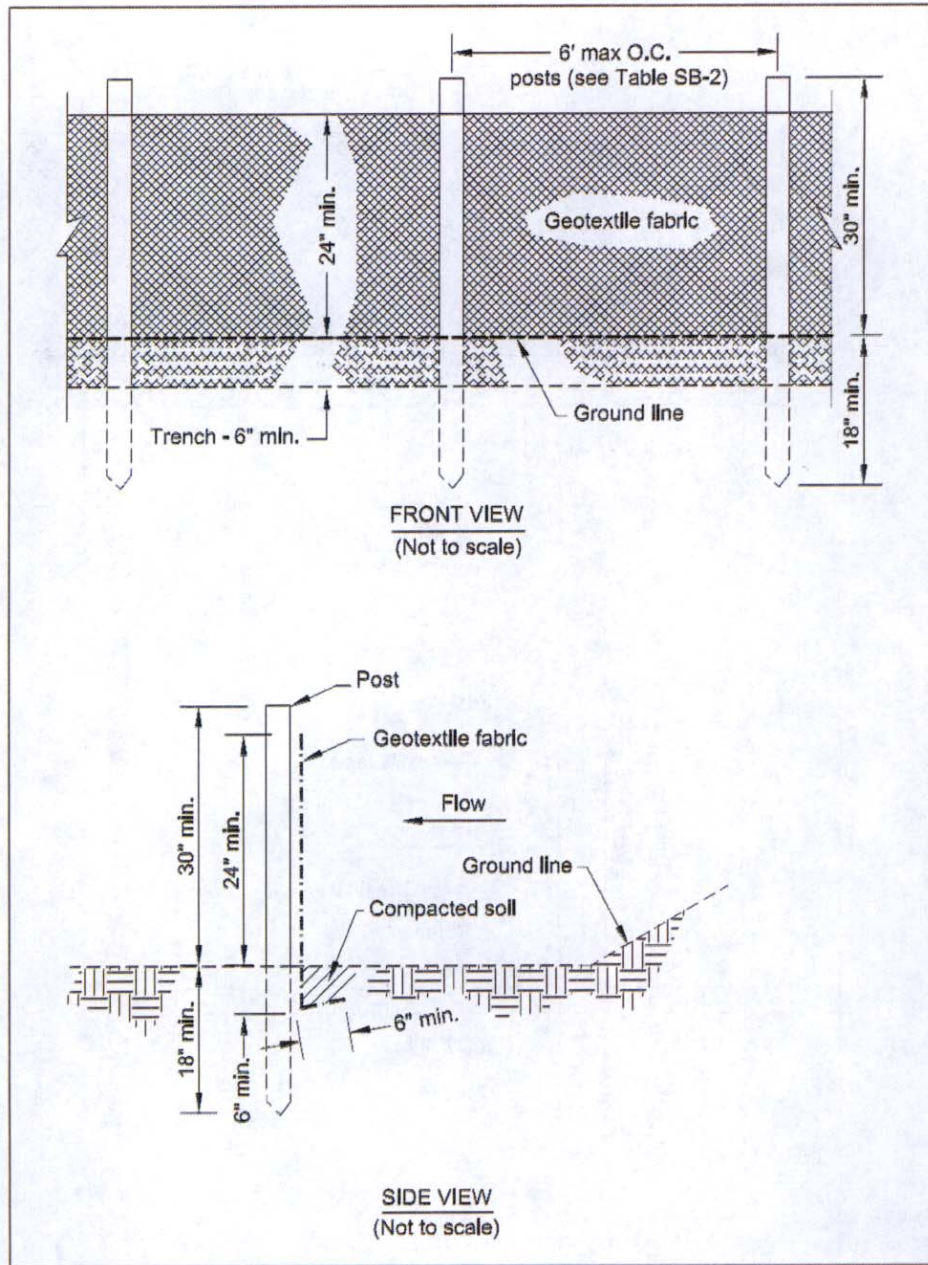 6' max O.C.
posts (see Table SB-2)
24" min.
Geotextile fabric
30" min.
Ground line
Trench - 6" min.
18" min.
FRONT VIEW
(Not to scale)
Post
Geotextile fabric
30" min.
24" min.
Flow
Ground line
Compacted soil
6" min.
18" min.
6" min.
SIDE VIEW
(Not to scale)